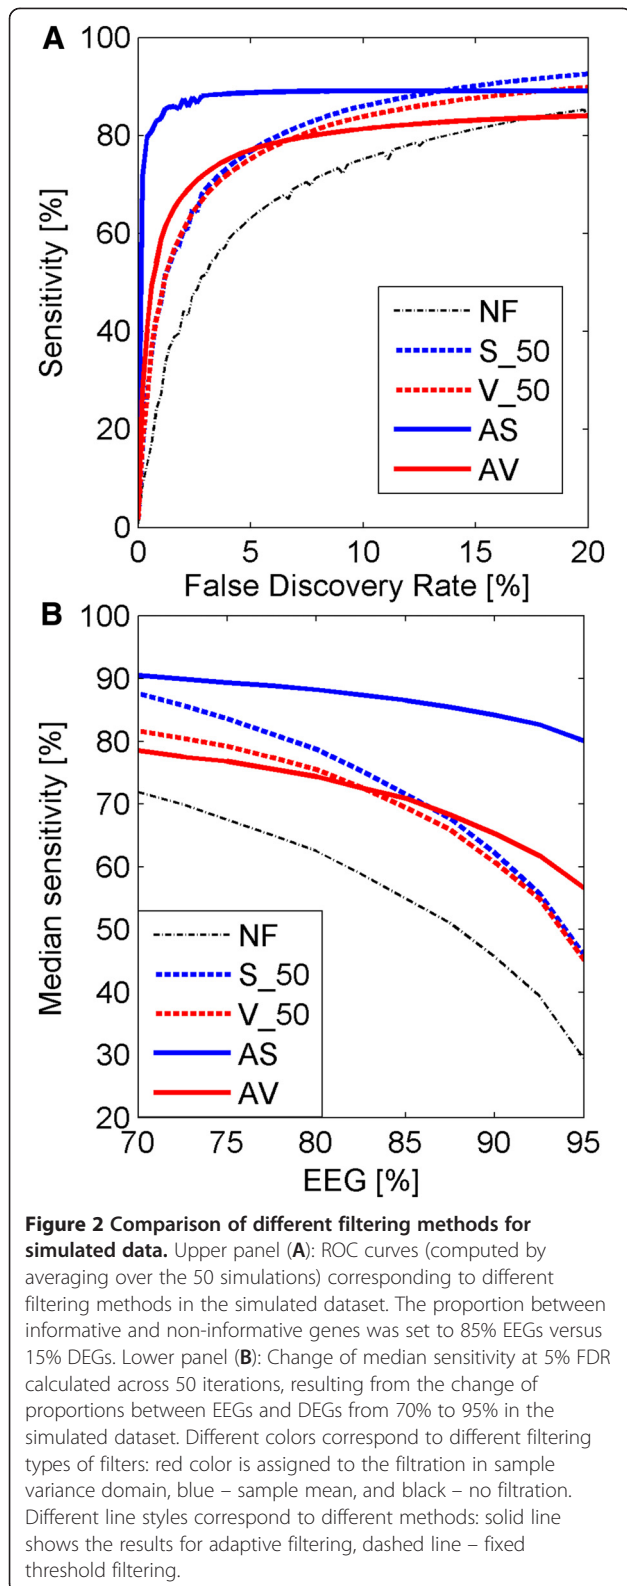 A
100
80
60
40
20
0
Sensitivity [%]
NF
S_50
V_50
AS
AV
0 5 10 15 20
False Discovery Rate [%]
B
100
90
80
70
60
50
40
30
20
Median sensitivity [%]
NF
S_50
V_50
AS
AV
70 75 80 85 90 95
EEG [%]
Figure 2 Comparison of different filtering methods for
simulated data. Upper panel (A): ROC curves (computed by
averaging over the 50 simulations) corresponding to different
filtering methods in the simulated dataset. The proportion between
informative and non-informative genes was set to 85% EEGs versus
15% DEGs. Lower panel (B): Change of median sensitivity at 5% FDR
calculated across 50 iterations, resulting from the change of
proportions between EEGs and DEGs from 70% to 95% in the
simulated dataset. Different colors correspond to different filtering
types of filters: red color is assigned to the filtration in sample
variance domain, blue – sample mean, and black – no filtration.
Different line styles correspond to different methods: solid line
shows the results for adaptive filtering, dashed line – fixed
threshold filtering.